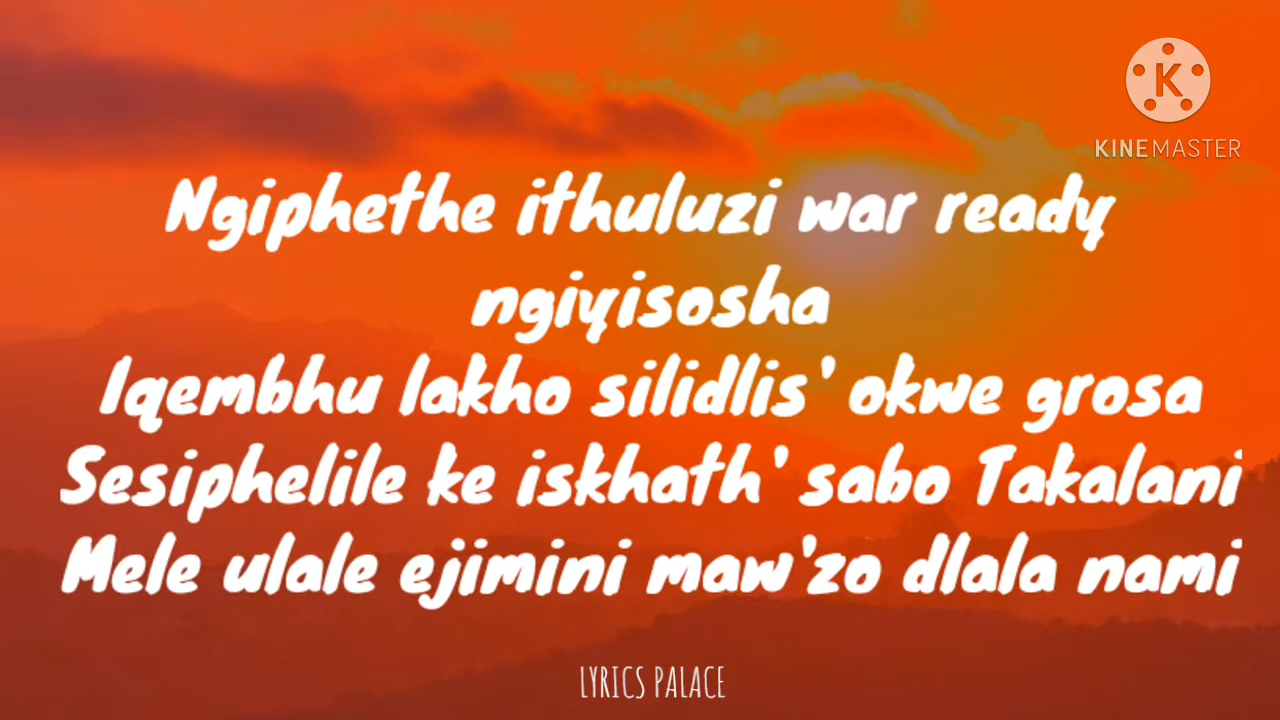 KINEMASTER
Ngiphethe ithuluzi war ready
ngiyisosha
Iqembhu lakho silidlis' okwe grosa
Sesiphelile ke iskhath' sabo Takalani
Mele ulale ejimini maw'zo dlala nami
LYRICS PALACE